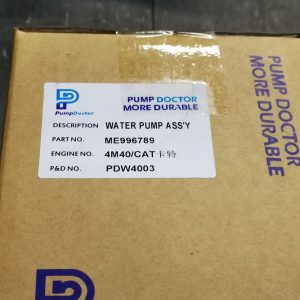 PumpDoctor
PUMP DOCTOR
MORE DURABLE
DESCRIPTION WATER PUMP ASS'Y
PART NO. ME996789
ENGINE NO. 4M40/CAT卡特
P&D NO. PDW4003
PUMP DOCTOR
MORE DURABLE